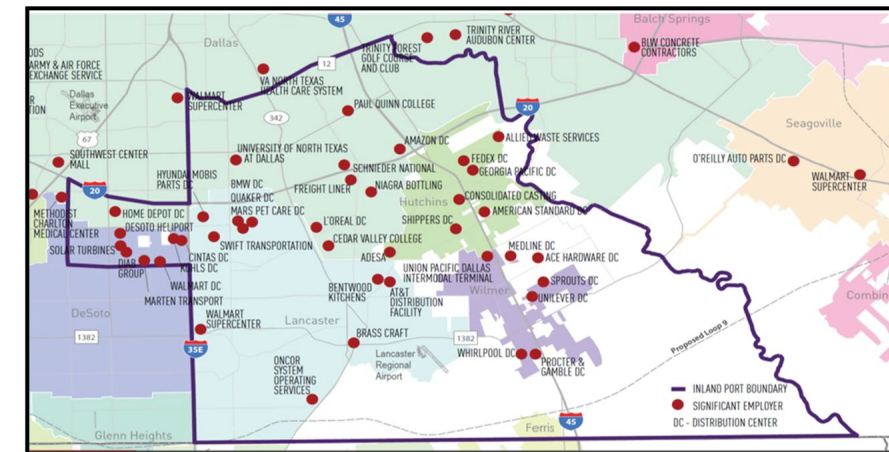 45
Balch Springs
TRINITY RIVER
AUDUBON CENTER
Dallas
TRINITY FOREST
GOLF COURSE
AND CLUB
BLW CONCRETE
CONTRACTORS
ODS
ARMY & AIR FORCE
EXCHANGE SERVICE
12
VA NORTH TEXAS
HEALTH CARE SYSTEM
R
TION
Dallas
Executive
Airport
WALMART
SUPERCENTER
PAUL QUINN COLLEGE
20
342
Seagoville
67
ALLIED WASTE SERVICES
AMAZON DC
SOUTHWEST CENTER
MALL
UNIVERSITY OF NORTH TEXAS
AT DALLAS
FEDEX DC
GEORGIA PACIFIC DC
O'REILLY AUTO PARTS DC
WALMART
SUPERCENTER
SCHNIEDER NATIONAL
HYUNDAI MOBIS
PARTS DC
20
BMW DC
QUAKER DC
MARS PET CARE DC
FREIGHT LINER
NIAGRA BOTTLING
Hutchins
CONSOLIDATED CASTING
AMERICAN STANDARD DC
METHODIST
CHARLTON
MEDICAL CENTER
HOME DEPOT DC
DESOTO HELIPORT
L'OREAL DC
SHIPPERS DC
SWIFT TRANSPORTATION
CEDAR VALLEY COLLEGE
SOLAR TURBINES
ADESA
MEDLINE DC
ACE HARDWARE DC
DIAB
GROUP
CINTAS DC
KOHLS DC
UNION PACIFIC DALLAS
INTERMODAL TERMINAL
SPROUTS DC
WALMART DC
BENTWOOD
KITCHENS
AT&T
DISTRIBUTION
FACILITY
Wilmer
UNILEVER DC
Combin
MARTEN TRANSPORT
DeSoto
WALMART
SUPERCENTER
Lancaster
1382
BRASS CRAFT
1382
Proposed Loop 9
35E
Lancaster
Regional
Airport
WHIRLPOOL DC
PROCTER &
GAMBLE DC
ONCOR
SYSTEM
OPERATING
SERVICES
INLAND PORT BOUNDARY
SIGNIFICANT EMPLOYER
DC - DISTRIBUTION CENTER
45
Ferris
Glenn Heights